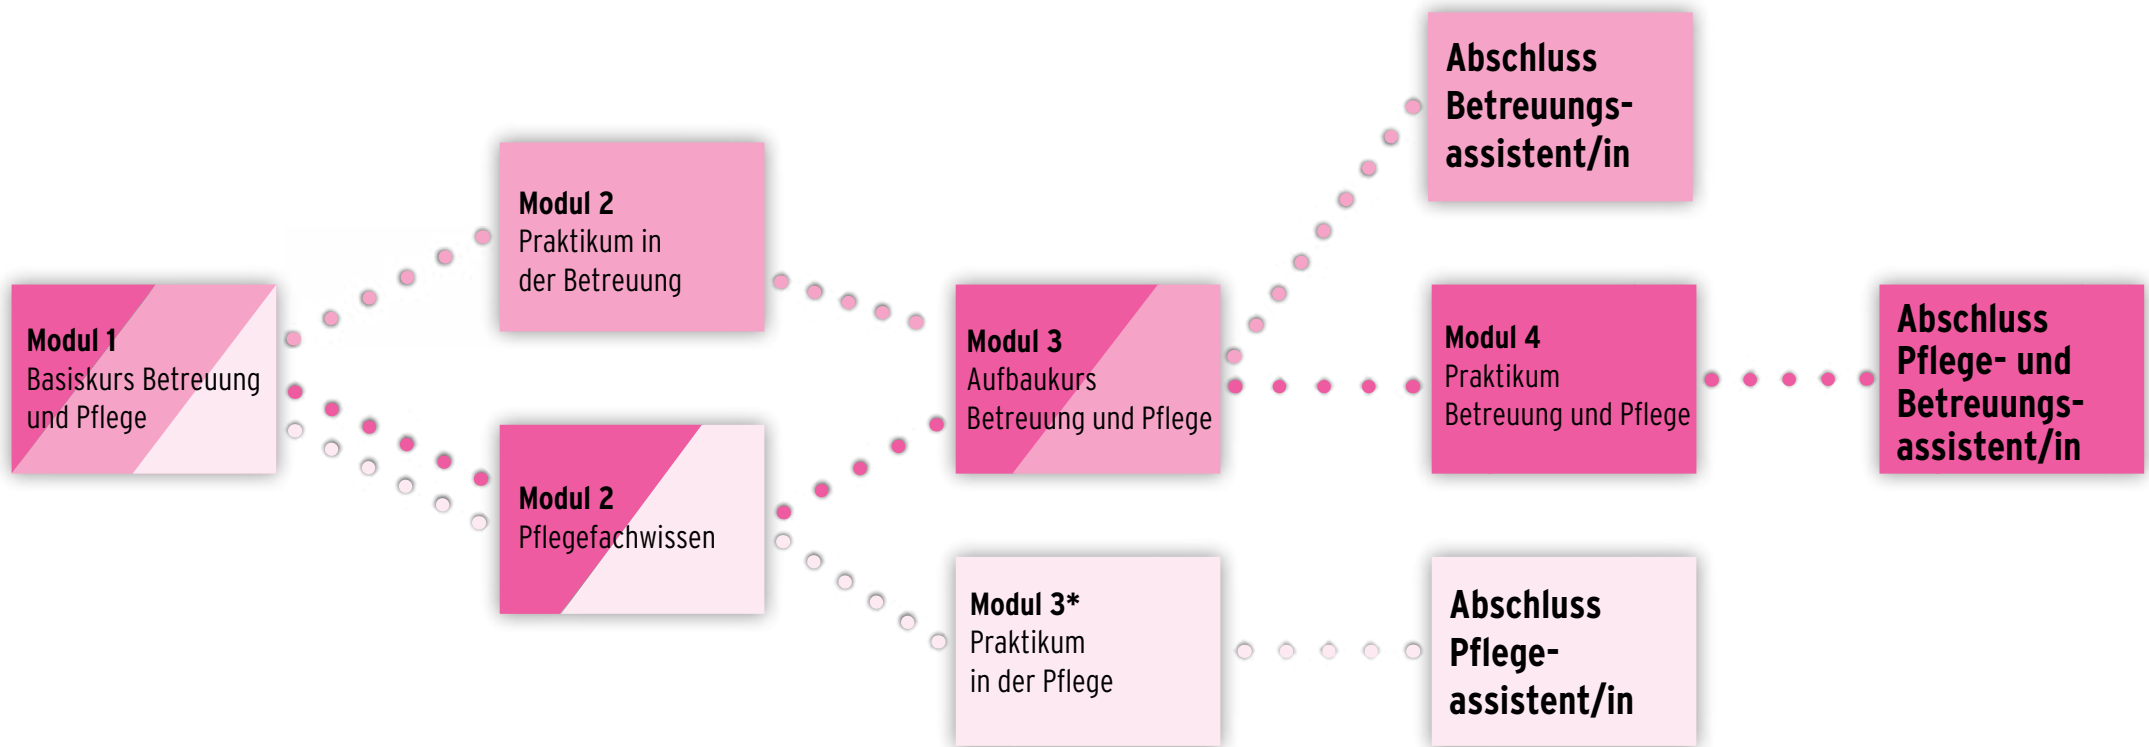 Modul 1
Basiskurs Betreuung
und Pflege
Modul 2
Praktikum in
der Betreuung
Modul 2
Pflegefachwissen
Modul 3
Aufbaukurs
Betreuung und Pflege
Modul 3*
Praktikum
in der Pflege
Abschluss
Betreuungs-
assistent/in
Modul 4
Praktikum
Betreuung und Pflege
Abschluss
Pflege-
assistent/in
Abschluss
Pflege- und
Betreuungs-
assistent/in